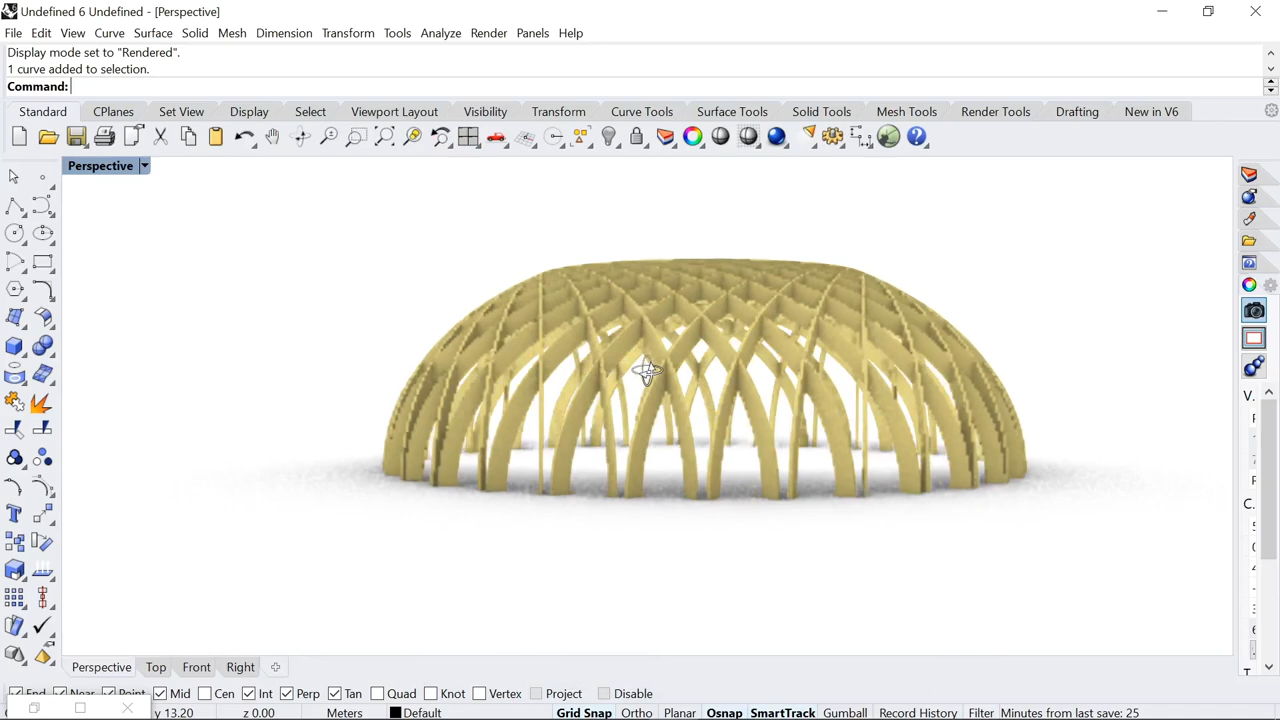 Undefined 6 Undefined - [Perspective]
File Edit View Curve Surface Solid Mesh Dimension Transform Tools Analyze Render Panels Help
Display mode set to "Rendered".
1 curve added to selection.
Command:
Standard CPlanes Set View Display Select Viewport Layout Visibility Transform Curve Tools Surface Tools Solid Tools Mesh Tools Render Tools Drafting New in V6
Perspective
V.
C.
Perspective Top Front Right
End Near Point Mid Cen Int Perp Tan Quad Knot Vertex Project Disable
y 13.20 z 0.00 Meters Default Grid Snap Ortho Planar Osnap SmartTrack Gumball Record History Filter Minutes from last save: 25